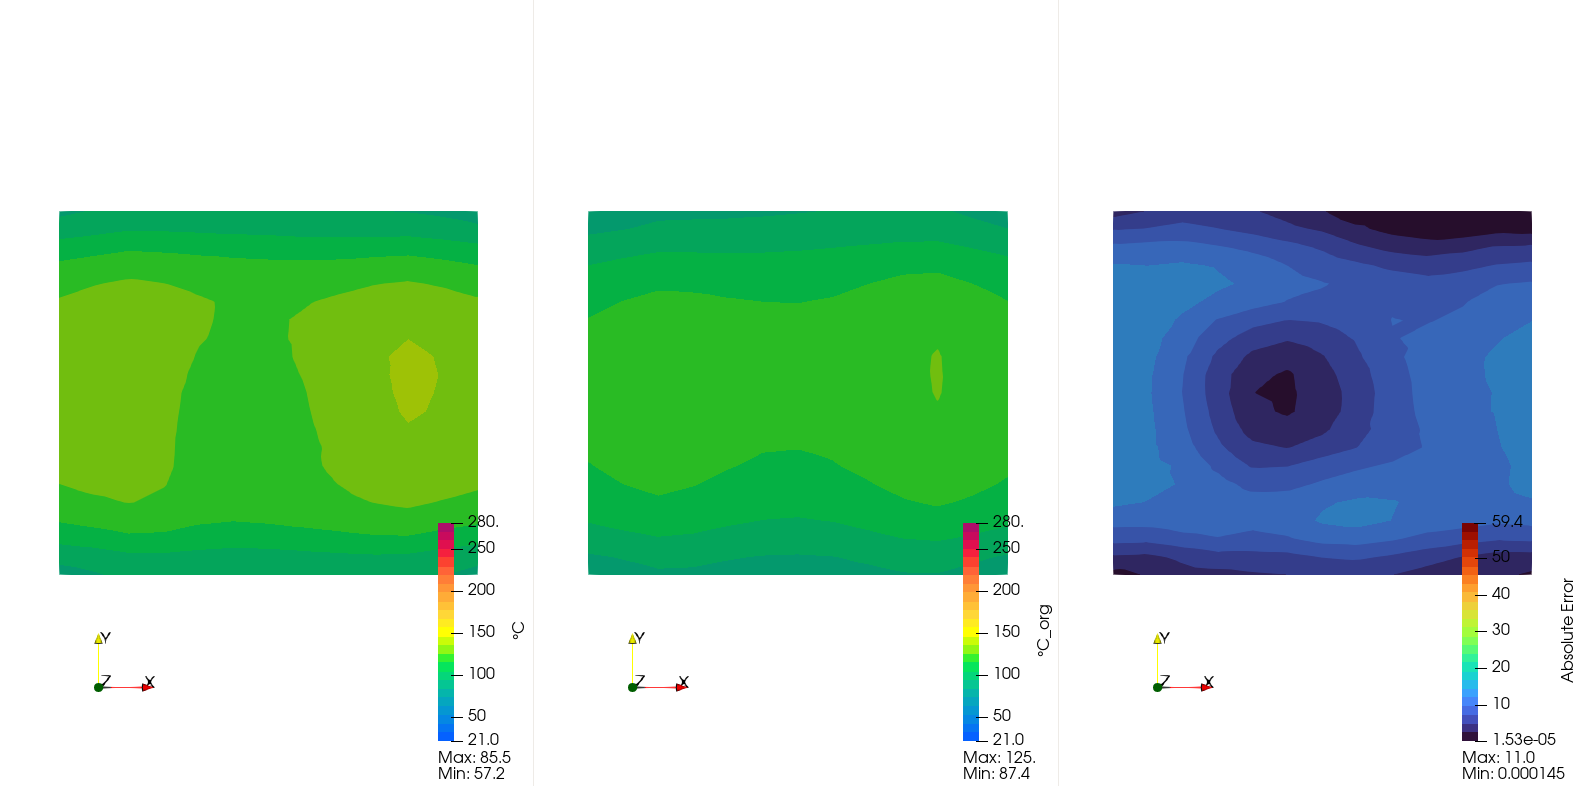 280.
250
200
150
100
50
21.0
°C
Max: 85.5
Min: 57.2
Y
Z
X
280.
250
200
150
100
50
21.0
°C_org
Max: 125.
Min: 87.4
Y
Z
X
59.4
50
40
30
20
10
1.53e-05
Absolute Error
Max: 11.0
Min: 0.000145
Y
Z
X